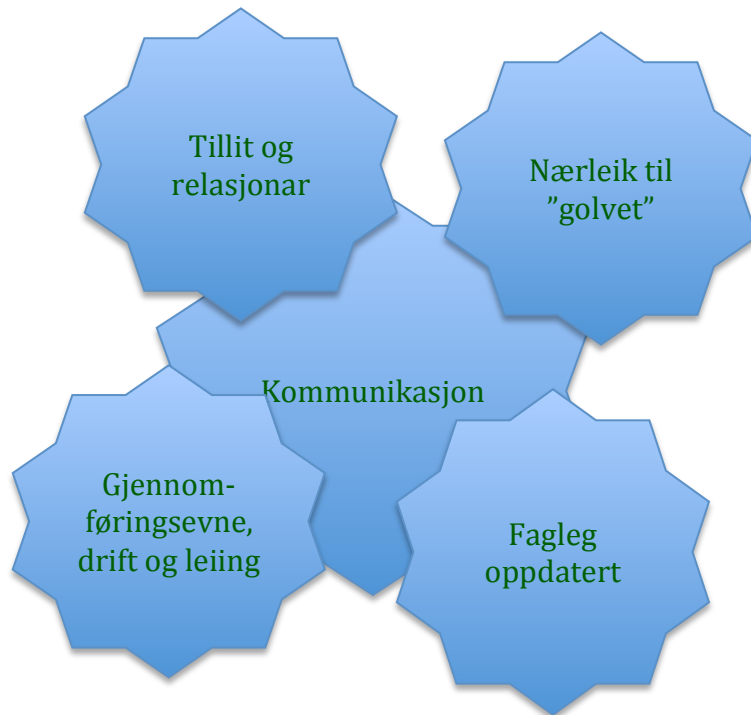 Tillit og
relasjonar
Nærleik til
”golvet”
Kommunikasjon
Gjennom-
føringsevne,
drift og leiing
Fagleg
oppdatert